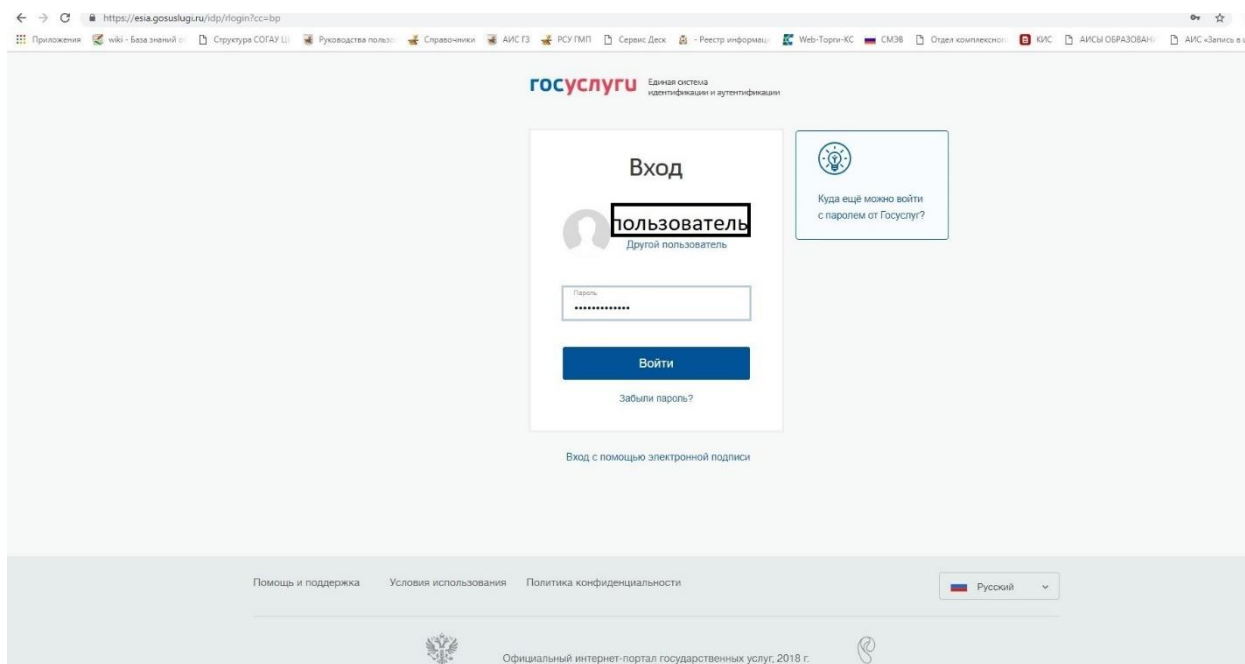 https://esia.gosuslugi.ru/idp/rlogin?cc=bp
Приложения wiki - База знаний Структура СОГАУ Руководства пользо Справочники АИС ГЗ РСУ ГМП Сервис Деск - Реестр информац Web-Торги-КС СМЭВ Отдел комплексног КИС АИСЫ ОБРАЗОВАН АИС «Запись в
госуслуги Единая система
идентификации и аутентификации
Вход
пользователь
Другой пользователь
Пароль
•••••••••••••
Войти
Забыли пароль?
Куда ещё можно войти
с паролем от Госуслуг?
Вход с помощью электронной подписи
Помощь и поддержка Условия использования Политика конфиденциальности Русский
Официальный интернет-портал государственных услуг, 2018 г.